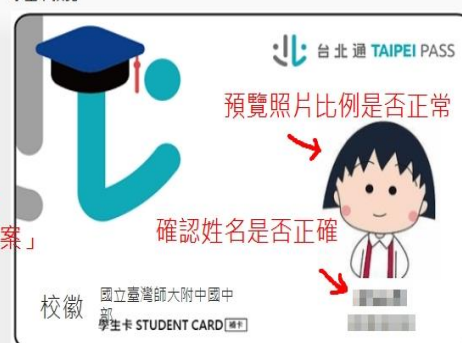 台北通 TAIPEI PASS
預覽照片比例是否正常
案」
確認姓名是否正確
校徽
國立臺灣師大附中國中
部
學生卡 STUDENT CARD 補卡